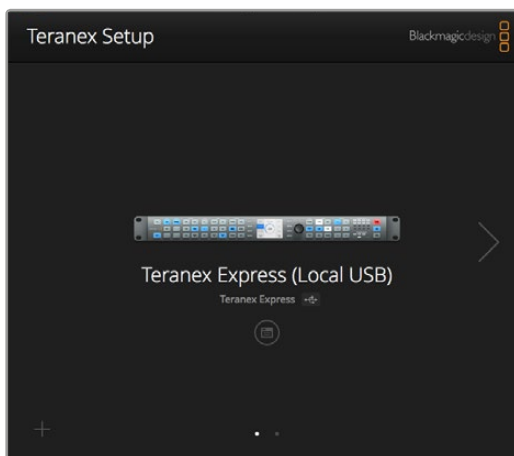 Teranex Setup
Blackmagicdesign
Teranex Express (Local USB)
Teranex Express